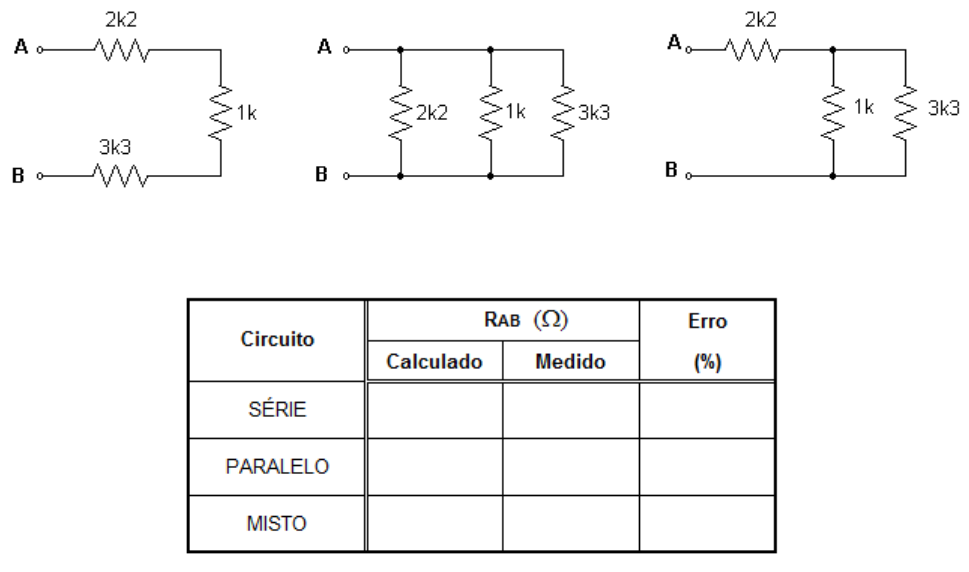 2k2
A
1k
3k3
B
A
2k2
1k
3k3
B
2k2
A
1k
3k3
B
Circuito
RAB (Ω)
Erro
(%)
Calculado
Medido
SÉRIE
PARALELO
MISTO